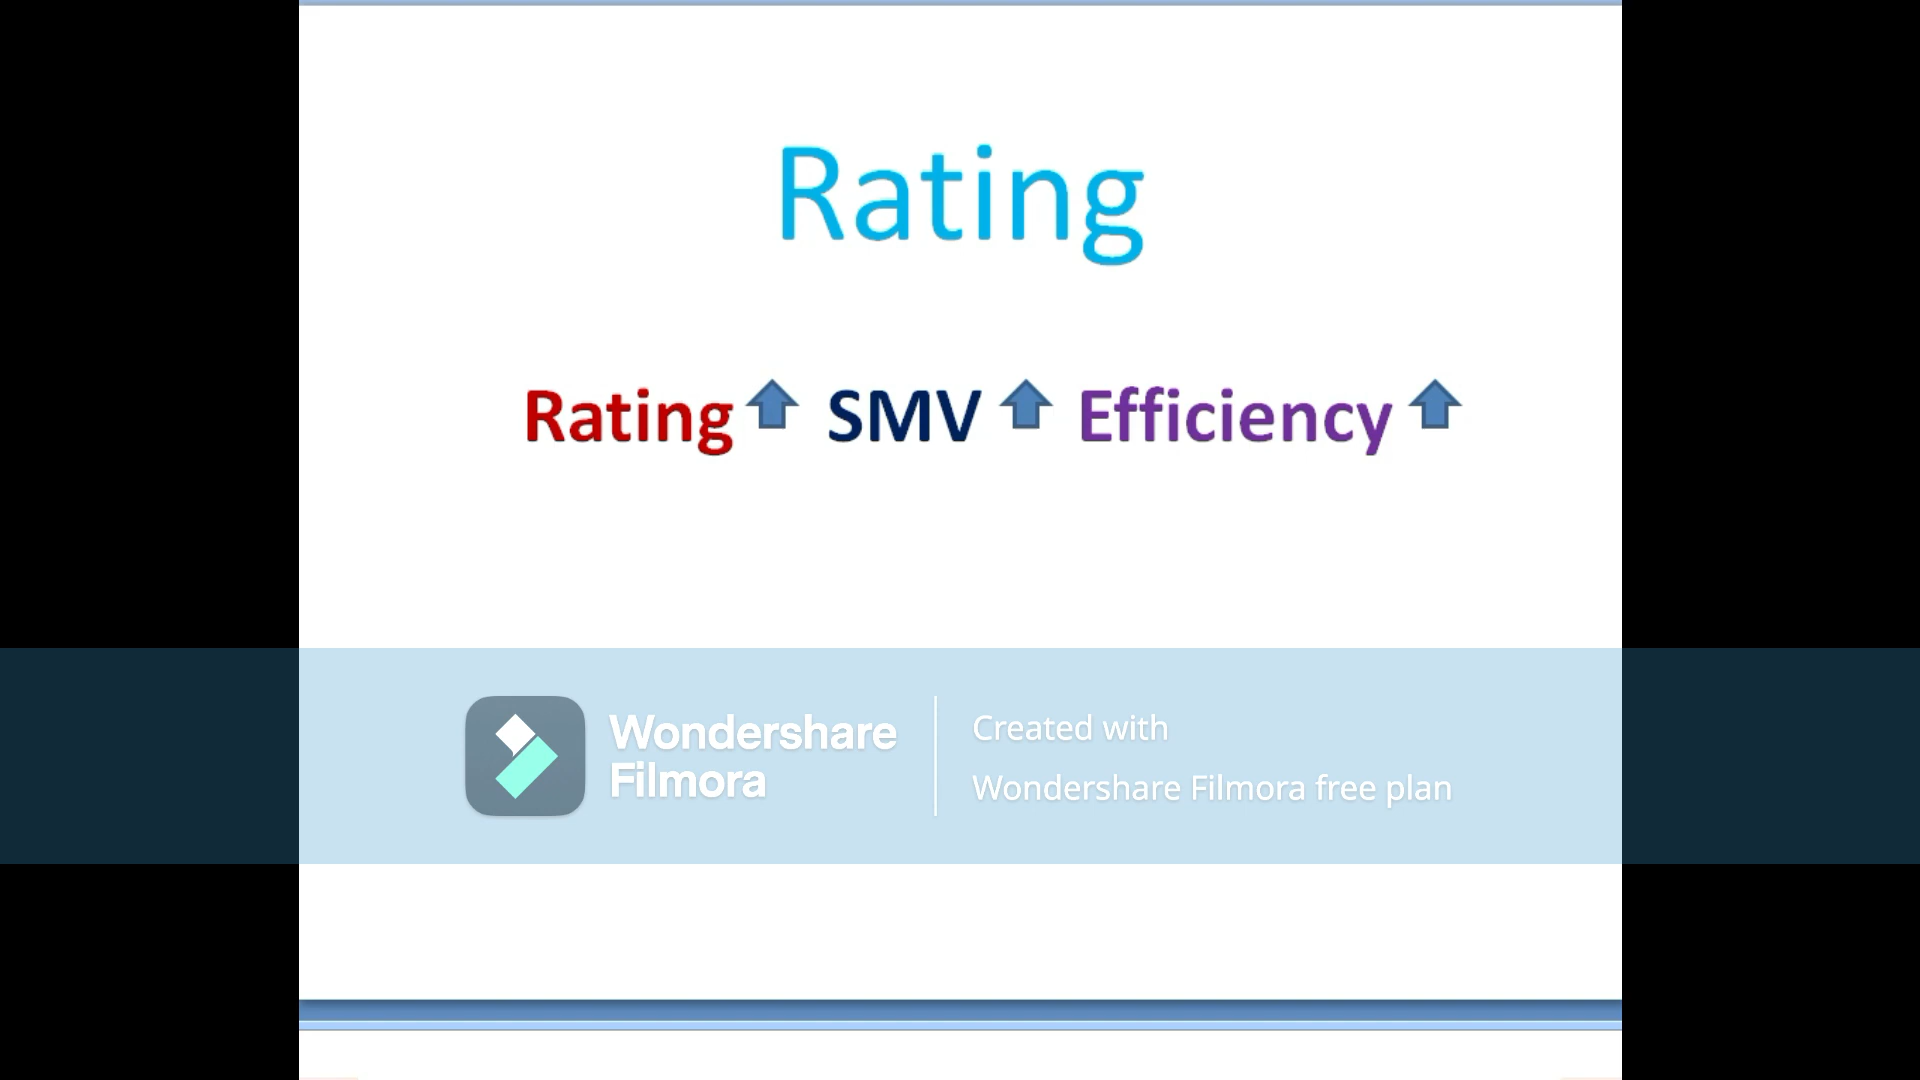 Rating
Rating SMV Efficiency
Wondershare
Filmora
Created with
Wondershare Filmora free plan